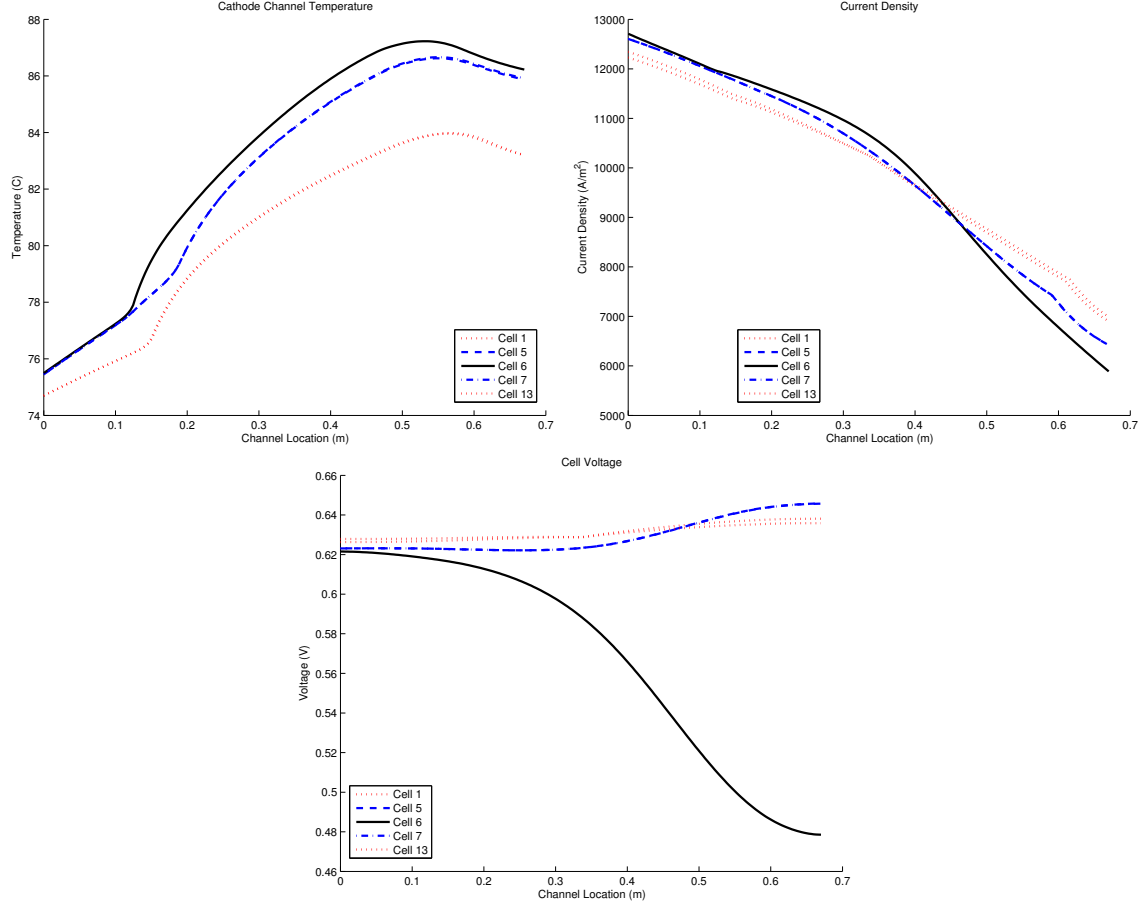 Cathode Channel Temperature
88
86
84
82
80
78
76
74
Temperature (C)
0
0.1
0.2
0.3
0.4
0.5
0.6
0.7
Channel Location (m)
Cell 1
Cell 5
Cell 6
Cell 7
Cell 13
Current Density
13000
12000
11000
10000
9000
8000
7000
6000
5000
Current Density (A/m²)
0
0.1
0.2
0.3
0.4
0.5
0.6
0.7
Channel Location (m)
Cell 1
Cell 5
Cell 6
Cell 7
Cell 13
Cell Voltage
0.66
0.64
0.62
0.6
0.58
0.56
0.54
0.52
0.5
0.48
0.46
Voltage (V)
0
0.1
0.2
0.3
0.4
0.5
0.6
0.7
Channel Location (m)
Cell 1
Cell 5
Cell 6
Cell 7
Cell 13